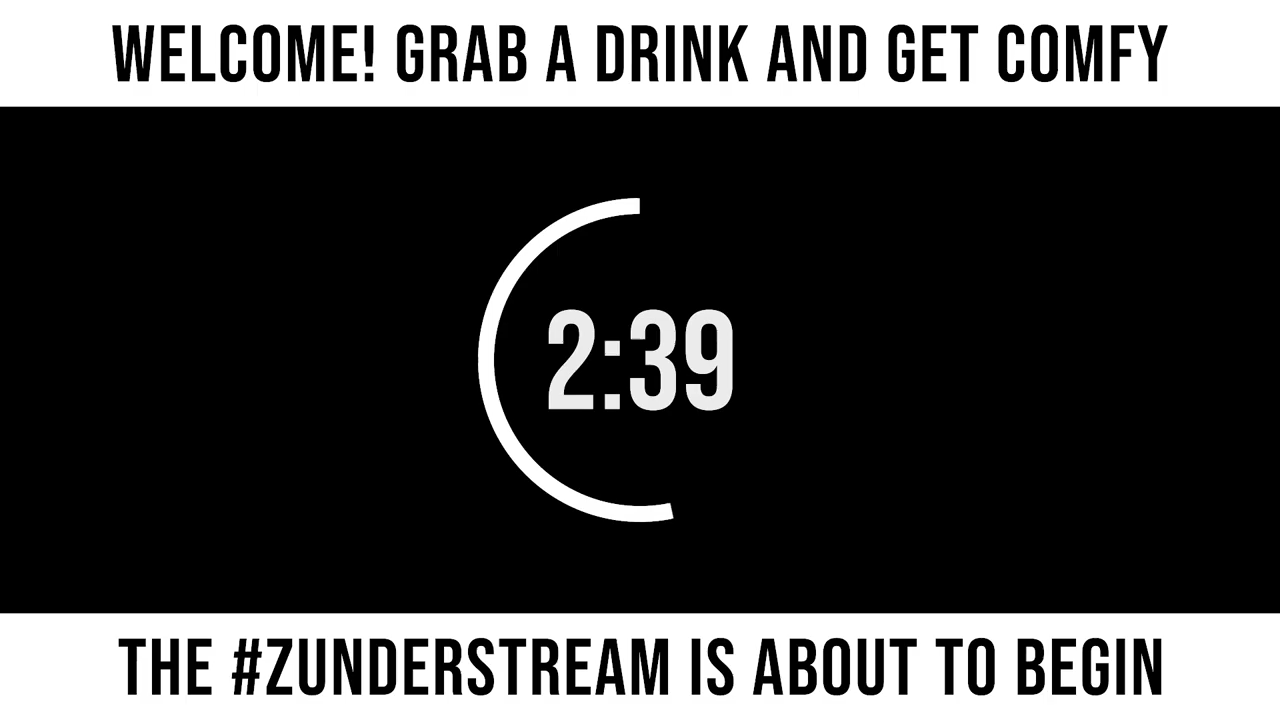 WELCOME! GRAB A DRINK AND GET COMFY
2:39
THE #ZUNDERSTREAM IS ABOUT TO BEGIN